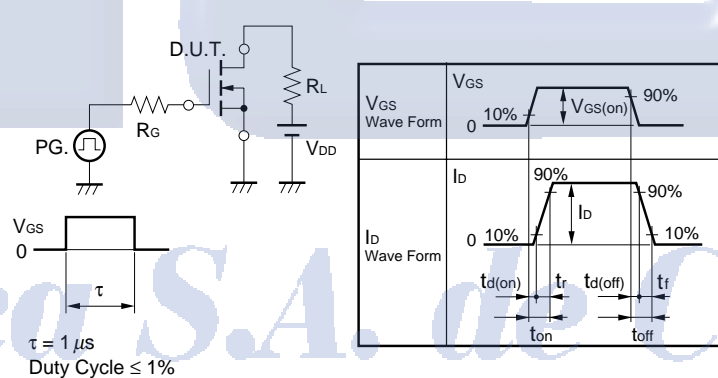 D.U.T.
RL
RG
PG.
VDD
VGS
0
τ
τ = 1 μs
Duty Cycle ≤ 1%
VGS
Wave Form
VGS
10%
0
VGS(on)
90%
ID
Wave Form
ID
90%
90%
10%
0
ID
10%
td(on)
tr
td(off)
tf
ton
toff
a S.A. de C